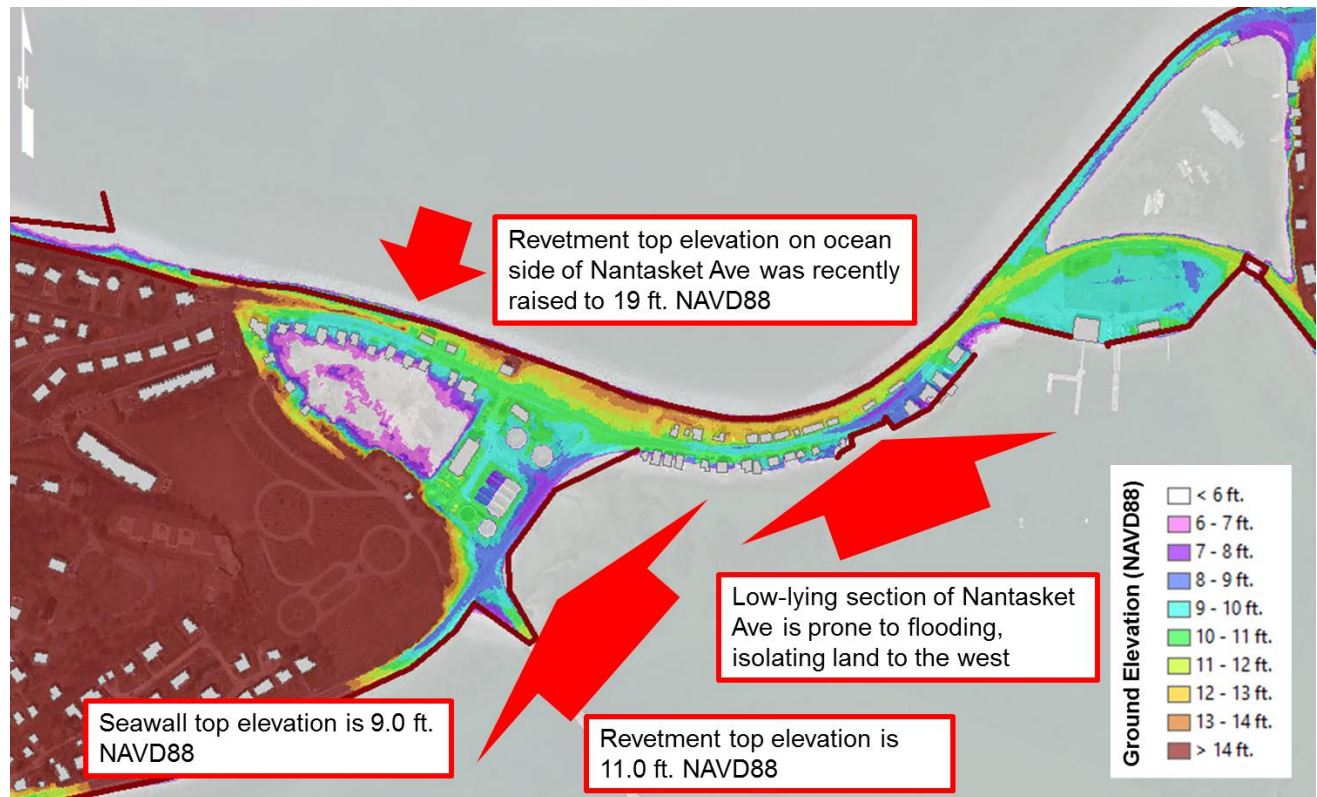 N
Revetment top elevation on ocean
side of Nantasket Ave was recently
raised to 19 ft. NAVD88
Low-lying section of Nantasket
Ave is prone to flooding,
isolating land to the west
Seawall top elevation is 9.0 ft.
NAVD88
Revetment top elevation is
11.0 ft. NAVD88
Ground Elevation (NAVD88)
< 6 ft.
6 - 7 ft.
7 - 8 ft.
8 - 9 ft.
9 - 10 ft.
10 - 11 ft.
11 - 12 ft.
12 - 13 ft.
13 - 14 ft.
> 14 ft.